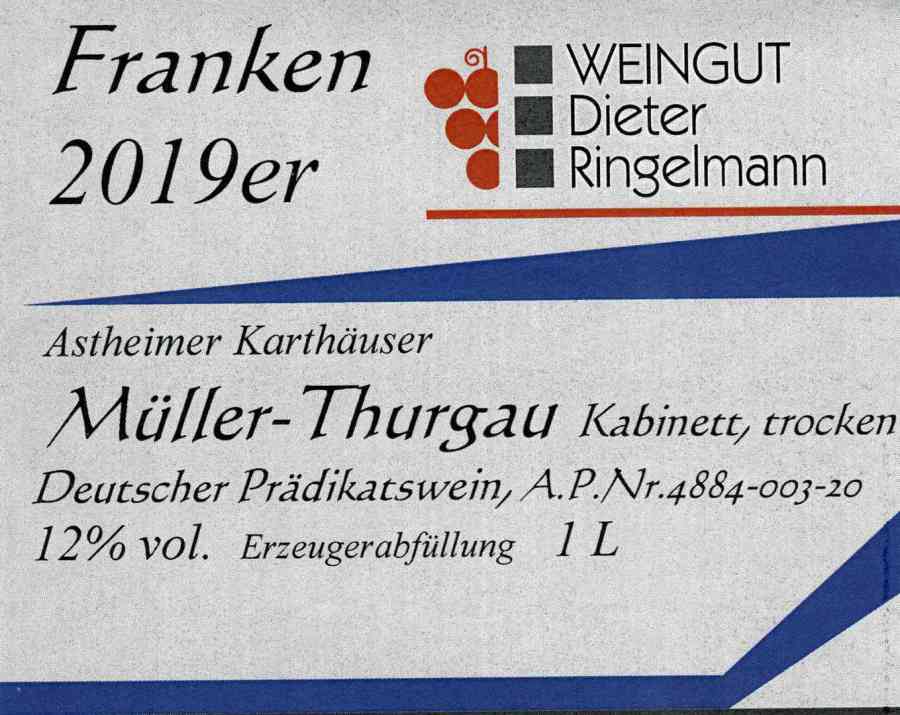 Franken
2019er
WEINGUT
Dieter
Ringelmann
Astheimer Karthäuser
Müller-Thurgau Kabinett, trocken
Deutscher Prädikatswein, A.P.Nr.4884-003-20
12% vol. Erzeugerabfüllung 1 L